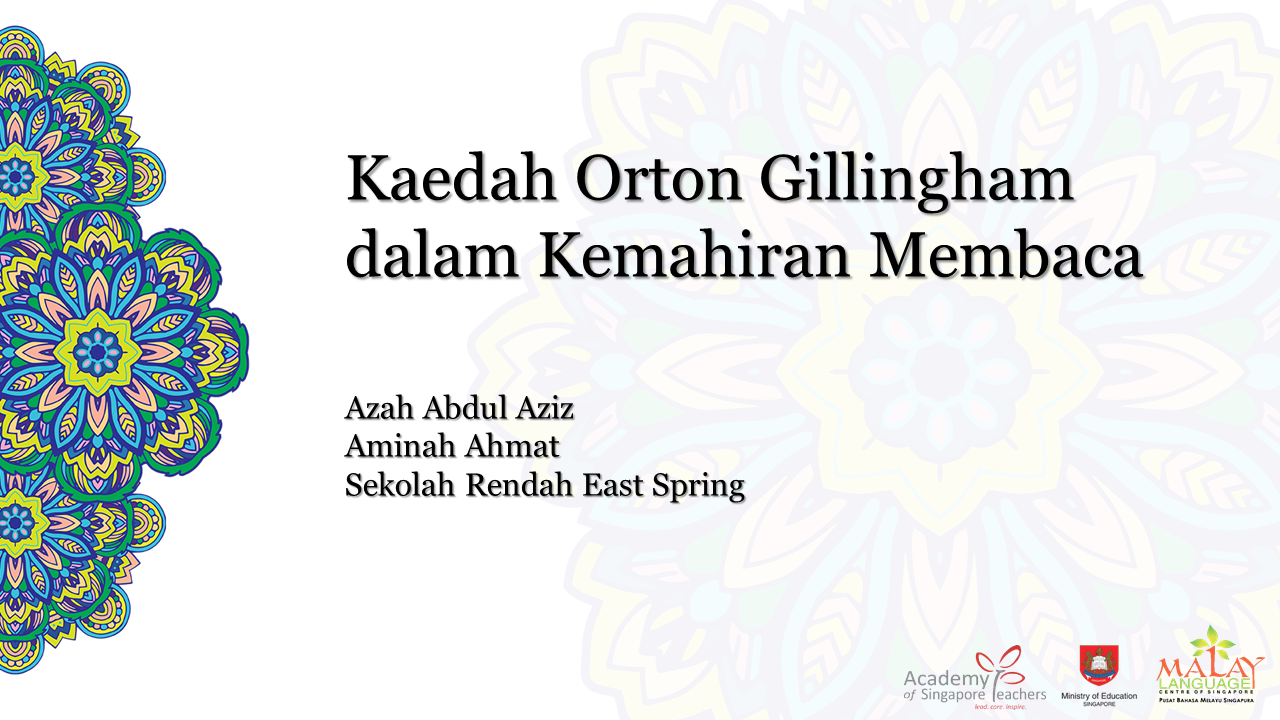 Kaedah Orton Gillingham
dalam Kemahiran Membaca
Azah Abdul Aziz
Aminah Ahmat
Sekolah Rendah East Spring
Academy
of Singapore Teachers
lead. care. inspire.
Ministry of Education
SINGAPORE
MALAY
LANGUAGE
CENTRE OF SINGAPORE
PUSAT BAHASA MELAYU SINGAPURA